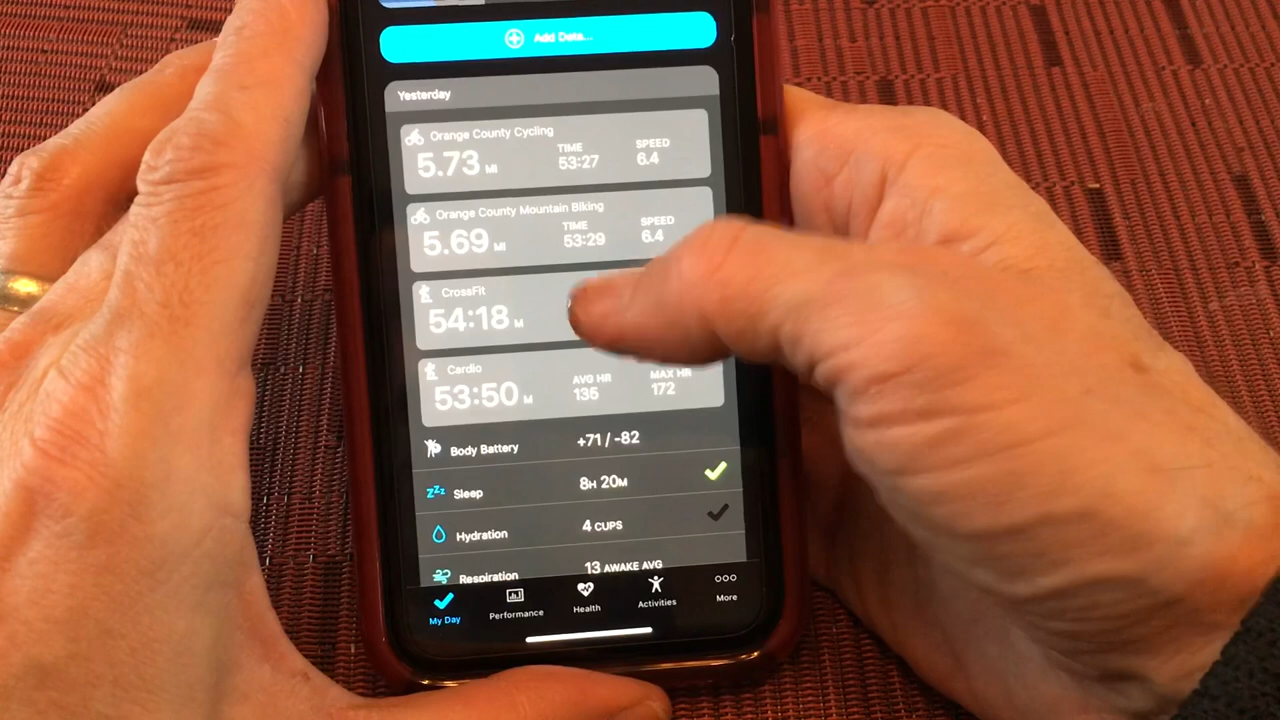 Add Data...
Yesterday
Orange County Cycling
5.73 MI
TIME
53:27
SPEED
6.4
Orange County Mountain Biking
5.69 MI
TIME
53:29
SPEED
6.4
CrossFit
54:18 M
Cardio
53:50 M
AVG HR
135
MAX HR
172
Body Battery +71 / -82
Sleep 8H 20M
Hydration 4 CUPS
Respiration 13 AWAKE AVG
My Day
Performance
Health
Activities
More